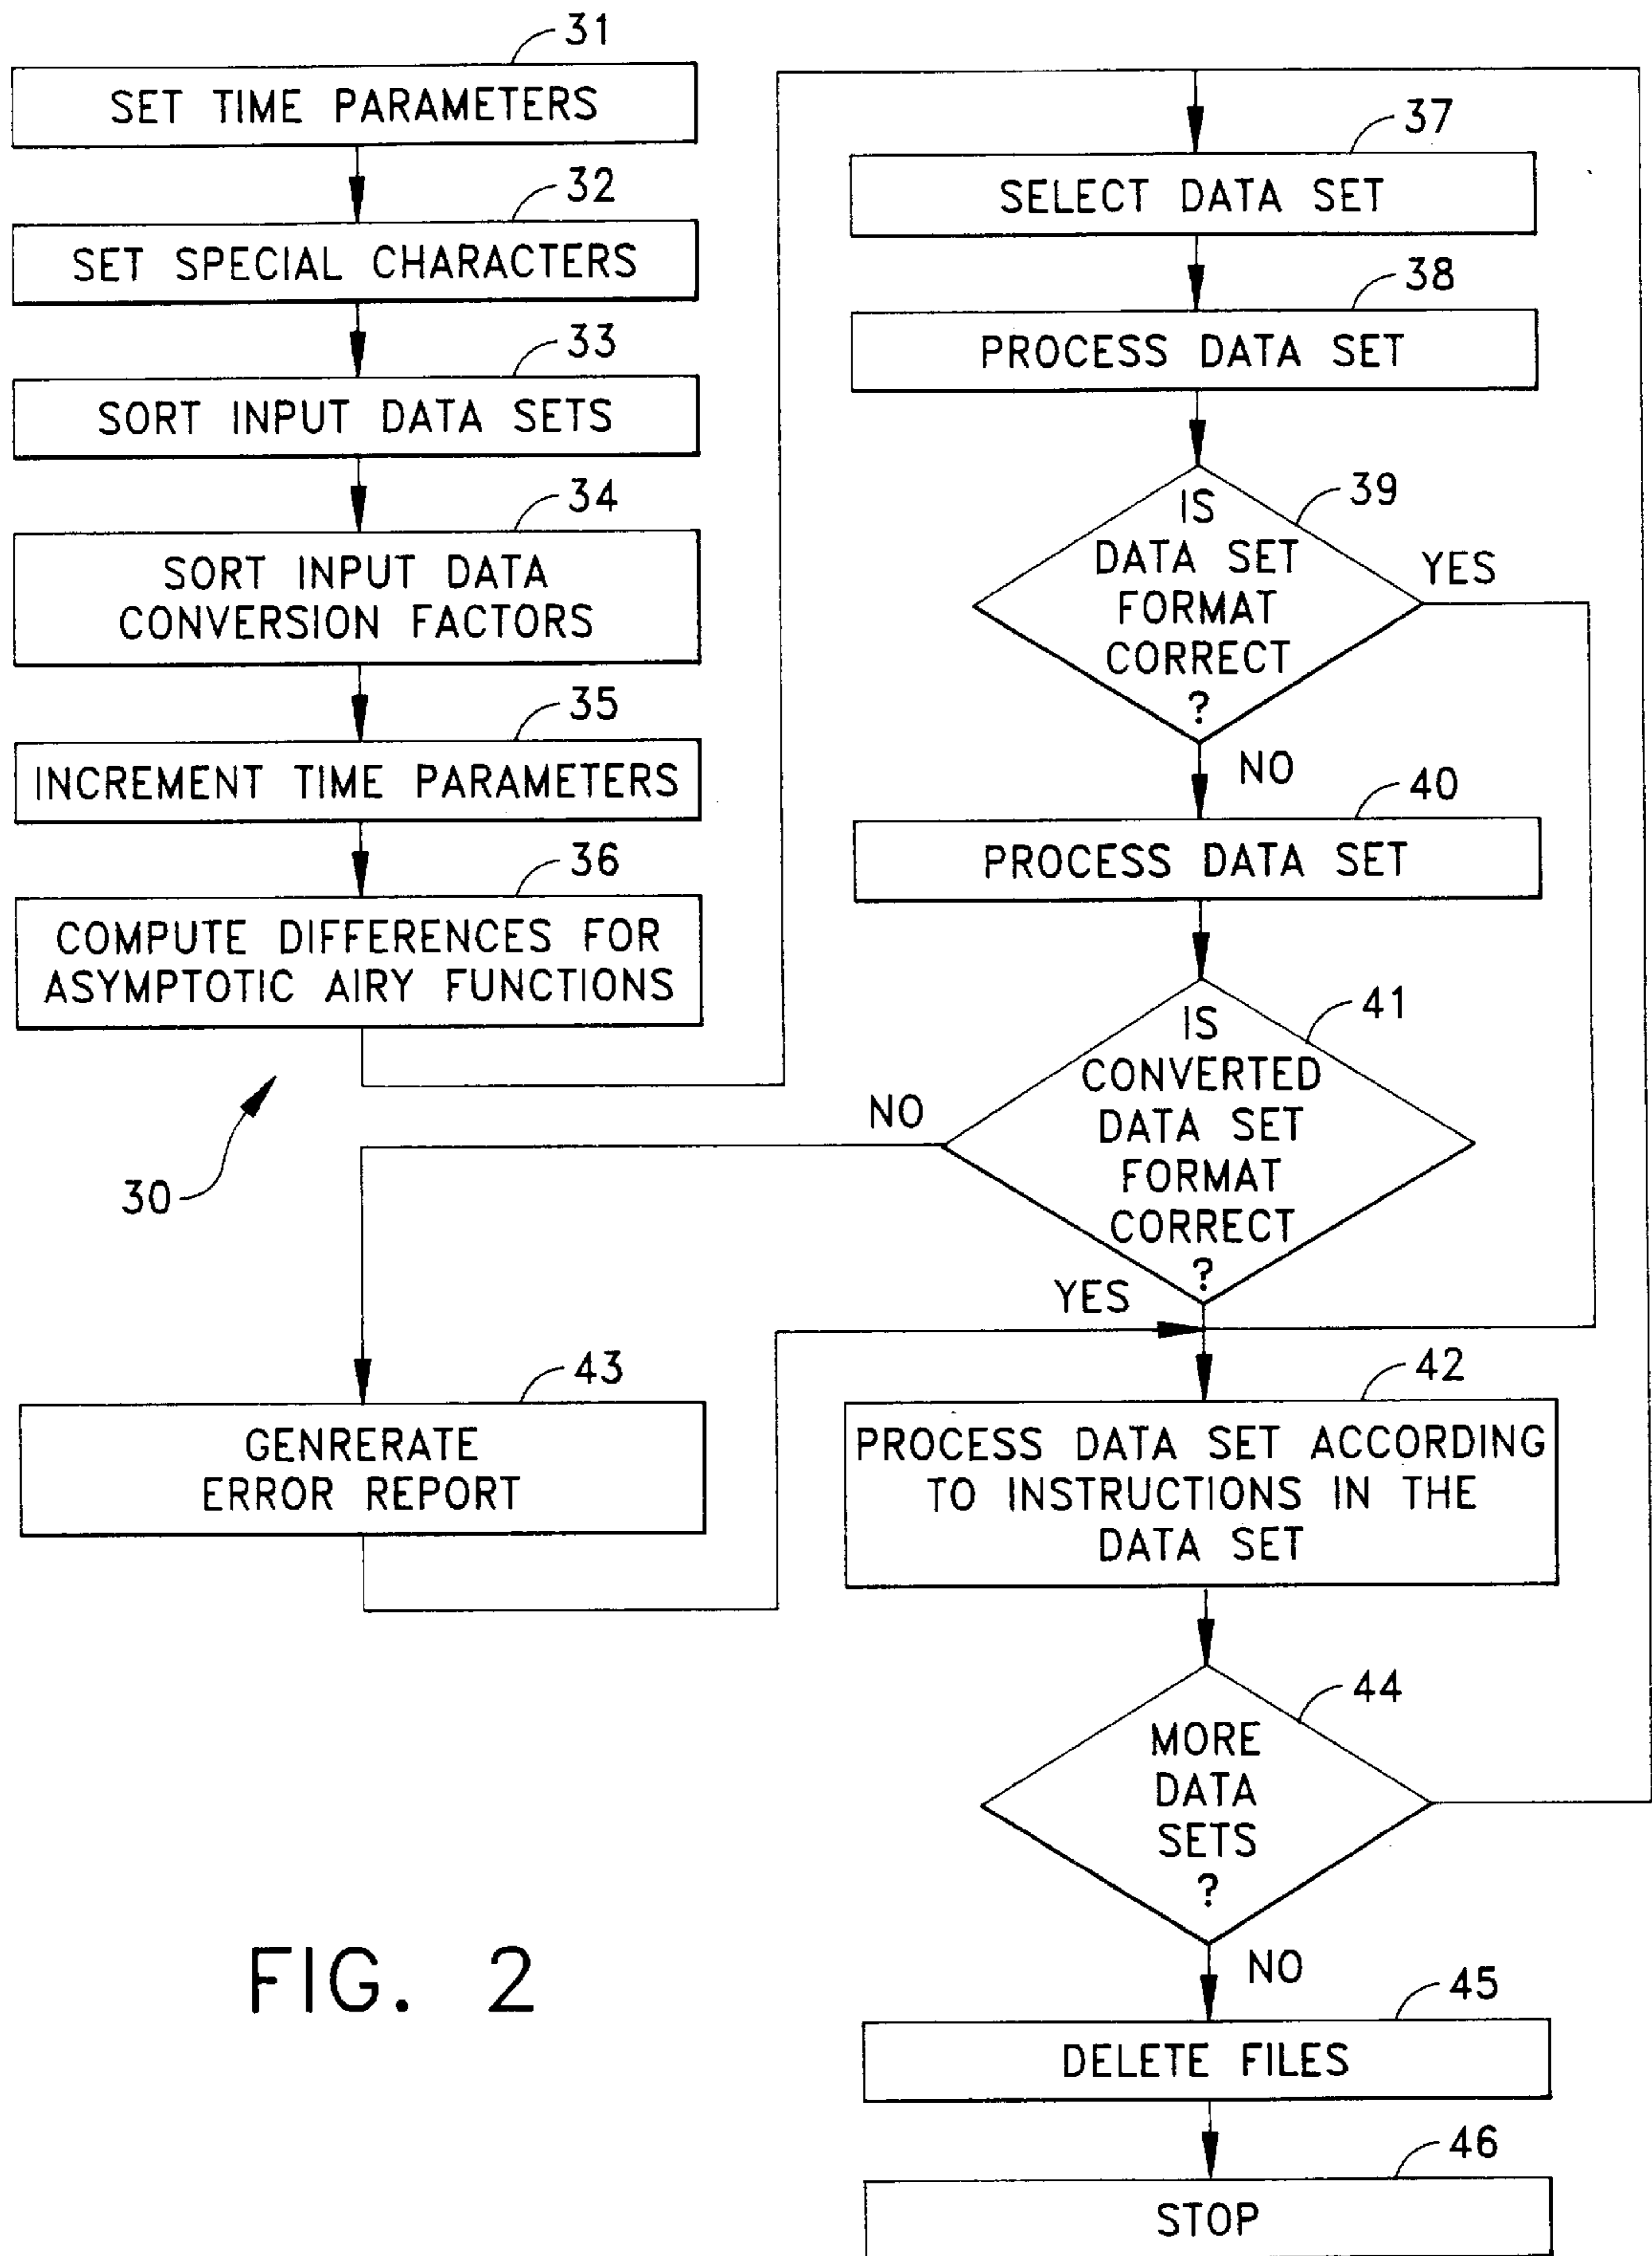 31
SET TIME PARAMETERS
32
SET SPECIAL CHARACTERS
33
SORT INPUT DATA SETS
34
SORT INPUT DATA
CONVERSION FACTORS
35
INCREMENT TIME PARAMETERS
36
COMPUTE DIFFERENCES FOR
ASYMPTOTIC AIRY FUNCTIONS
30
37
SELECT DATA SET
38
PROCESS DATA SET
39
IS
DATA SET
FORMAT
CORRECT
?
YES
NO
40
PROCESS DATA SET
41
IS
CONVERTED
DATA SET
FORMAT
CORRECT
?
NO
YES
43
GENRERATE
ERROR REPORT
42
PROCESS DATA SET ACCORDING
TO INSTRUCTIONS IN THE
DATA SET
44
MORE
DATA
SETS
?
NO
45
DELETE FILES
46
STOP
FIG. 2